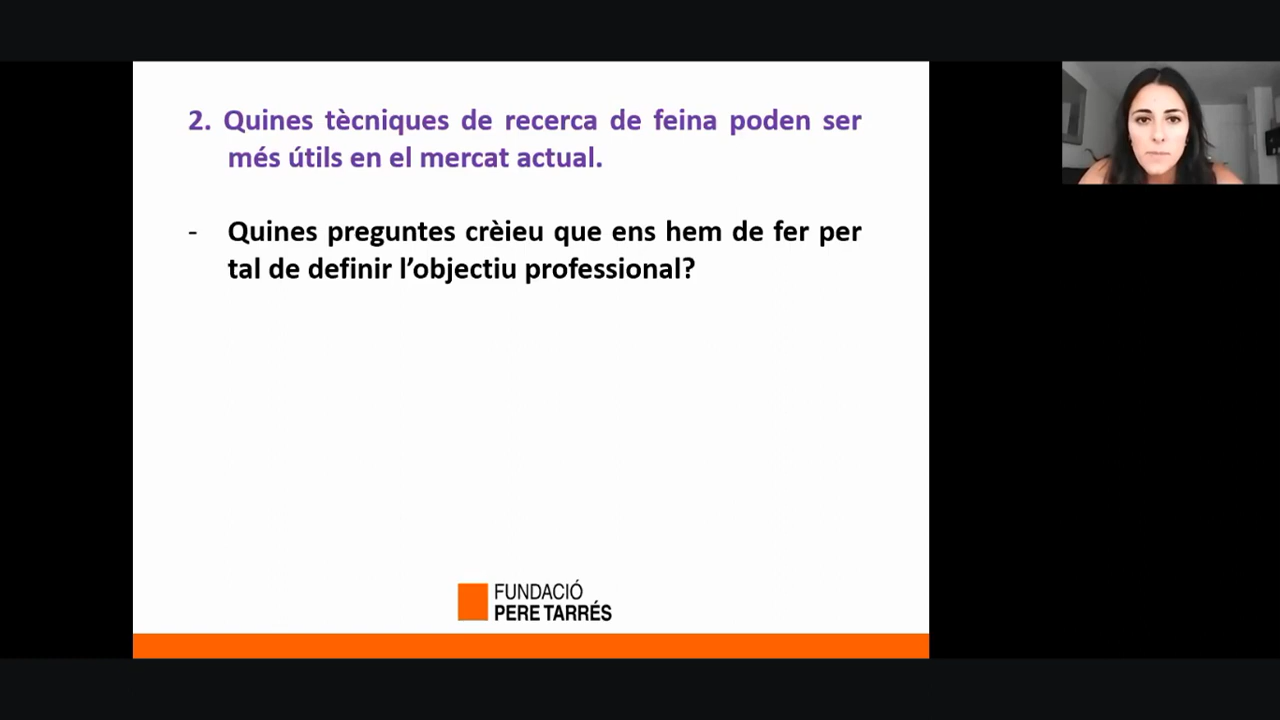 2. Quines tècniques de recerca de feina poden ser
més útils en el mercat actual.
- Quines preguntes crèieu que ens hem de fer per
tal de definir l’objectiu professional?
FUNDACIÓ
PERE TARRÉS